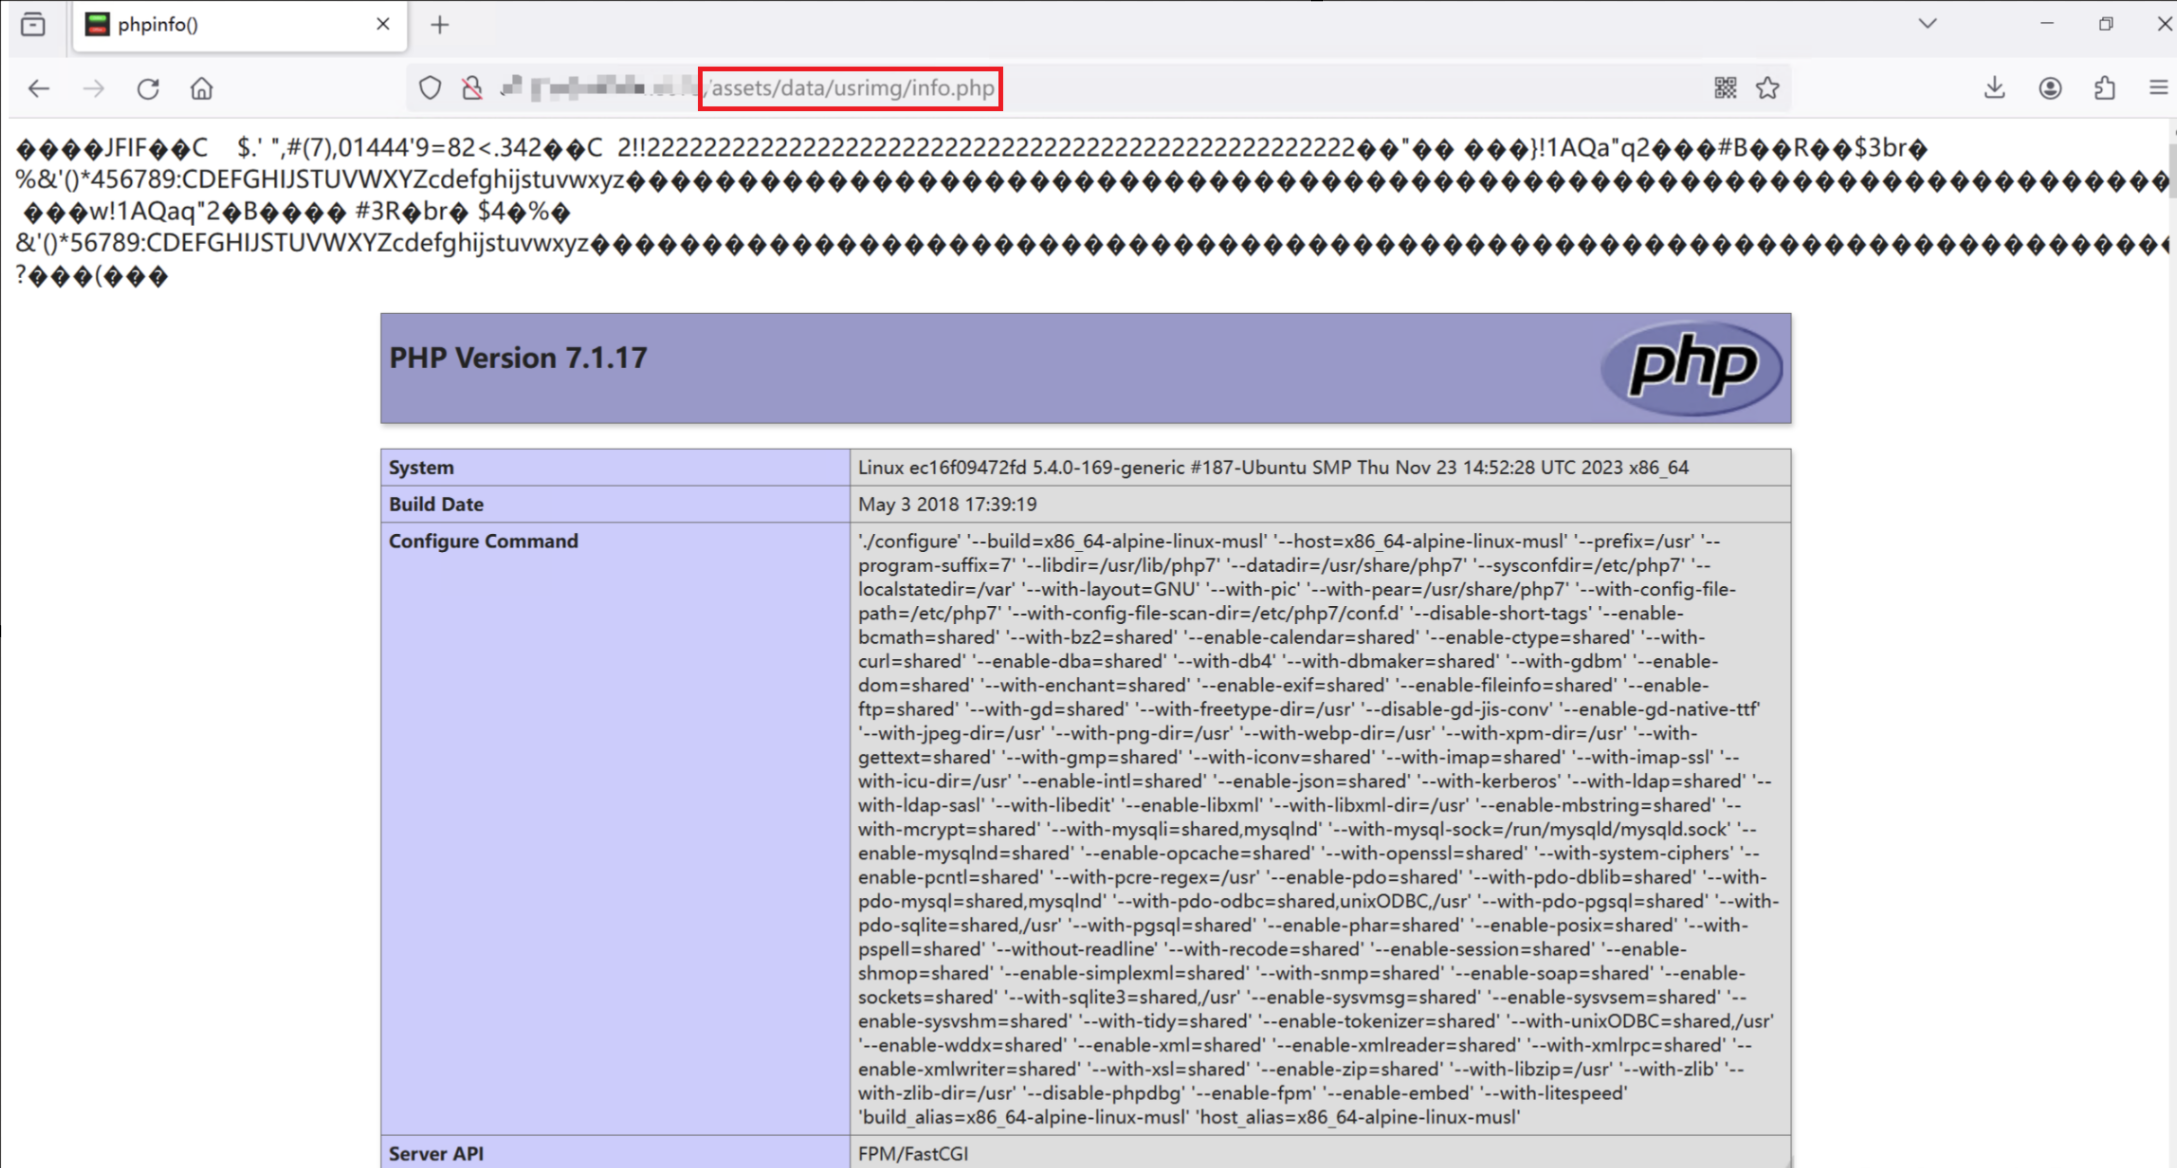 phpinfo()
/assets/data/usrimg/info.php
����JFIF��C $.' ",#(7),01444'9=82<.342��C 2!!22222222222222222222222222222222222222222222222222��"�� ���}!1AQa"q2���#B��R��$3br�
%&'()*456789:CDEFGHIJSTUVWXYZcdefghijstuvwxyz���������������������������������������������������������
���w!1AQaq"2�B���� #3R�br� $4�%�
&'()*56789:CDEFGHIJSTUVWXYZcdefghijstuvwxyz���������������������������������������������������������
?���(���
PHP Version 7.1.17
php
System Linux ec16f09472fd 5.4.0-169-generic #187-Ubuntu SMP Thu Nov 23 14:52:28 UTC 2023 x86_64
Build Date May 3 2018 17:39:19
Configure Command './configure' '--build=x86_64-alpine-linux-musl' '--host=x86_64-alpine-linux-musl' '--prefix=/usr' '--
program-suffix=7' '--libdir=/usr/lib/php7' '--datadir=/usr/share/php7' '--sysconfdir=/etc/php7' '--
localstatedir=/var' '--with-layout=GNU' '--with-pic' '--with-pear=/usr/share/php7' '--with-config-file-
path=/etc/php7' '--with-config-file-scan-dir=/etc/php7/conf.d' '--disable-short-tags' '--enable-
bcmath=shared' '--with-bz2=shared' '--enable-calendar=shared' '--enable-ctype=shared' '--with-
curl=shared' '--enable-dba=shared' '--with-db4' '--with-dbmaker=shared' '--with-gdbm' '--enable-
dom=shared' '--with-enchant=shared' '--enable-exif=shared' '--enable-fileinfo=shared' '--enable-
ftp=shared' '--with-gd=shared' '--with-freetype-dir=/usr' '--disable-gd-jis-conv' '--enable-gd-native-ttf'
'--with-jpeg-dir=/usr' '--with-png-dir=/usr' '--with-webp-dir=/usr' '--with-xpm-dir=/usr' '--with-
gettext=shared' '--with-gmp=shared' '--with-iconv=shared' '--with-imap=shared' '--with-imap-ssl' '--
with-icu-dir=/usr' '--enable-intl=shared' '--enable-json=shared' '--with-kerberos' '--with-ldap=shared' '--
with-ldap-sasl' '--with-libedit' '--enable-libxml' '--with-libxml-dir=/usr' '--enable-mbstring=shared' '--
with-mcrypt=shared' '--with-mysqli=shared,mysqlnd' '--with-mysql-sock=/run/mysqld/mysqld.sock' '--
enable-mysqlnd=shared' '--enable-opcache=shared' '--with-openssl=shared' '--with-system-ciphers' '--
enable-pcntl=shared' '--with-pcre-regex=/usr' '--enable-pdo=shared' '--with-pdo-dblib=shared' '--with-
pdo-mysql=shared,mysqlnd' '--with-pdo-odbc=shared,unixODBC,/usr' '--with-pdo-pgsql=shared' '--with-
pdo-sqlite=shared,/usr' '--with-pgsql=shared' '--enable-phar=shared' '--enable-posix=shared' '--with-
pspell=shared' '--without-readline' '--with-recode=shared' '--enable-session=shared' '--enable-
shmop=shared' '--enable-simplexml=shared' '--with-snmp=shared' '--enable-soap=shared' '--enable-
sockets=shared' '--with-sqlite3=shared,/usr' '--enable-sysvmsg=shared' '--enable-sysvsem=shared' '--
enable-sysvshm=shared' '--with-tidy=shared' '--enable-tokenizer=shared' '--with-unixODBC=shared,/usr'
'--enable-wddx=shared' '--enable-xml=shared' '--enable-xmlreader=shared' '--with-xmlrpc=shared' '--
enable-xmlwriter=shared' '--with-xsl=shared' '--enable-zip=shared' '--with-libzip=/usr' '--with-zlib' '--
with-zlib-dir=/usr' '--disable-phpdbg' '--enable-fpm' '--enable-embed' '--with-litespeed'
'build_alias=x86_64-alpine-linux-musl' 'host_alias=x86_64-alpine-linux-musl'
Server API FPM/FastCGI